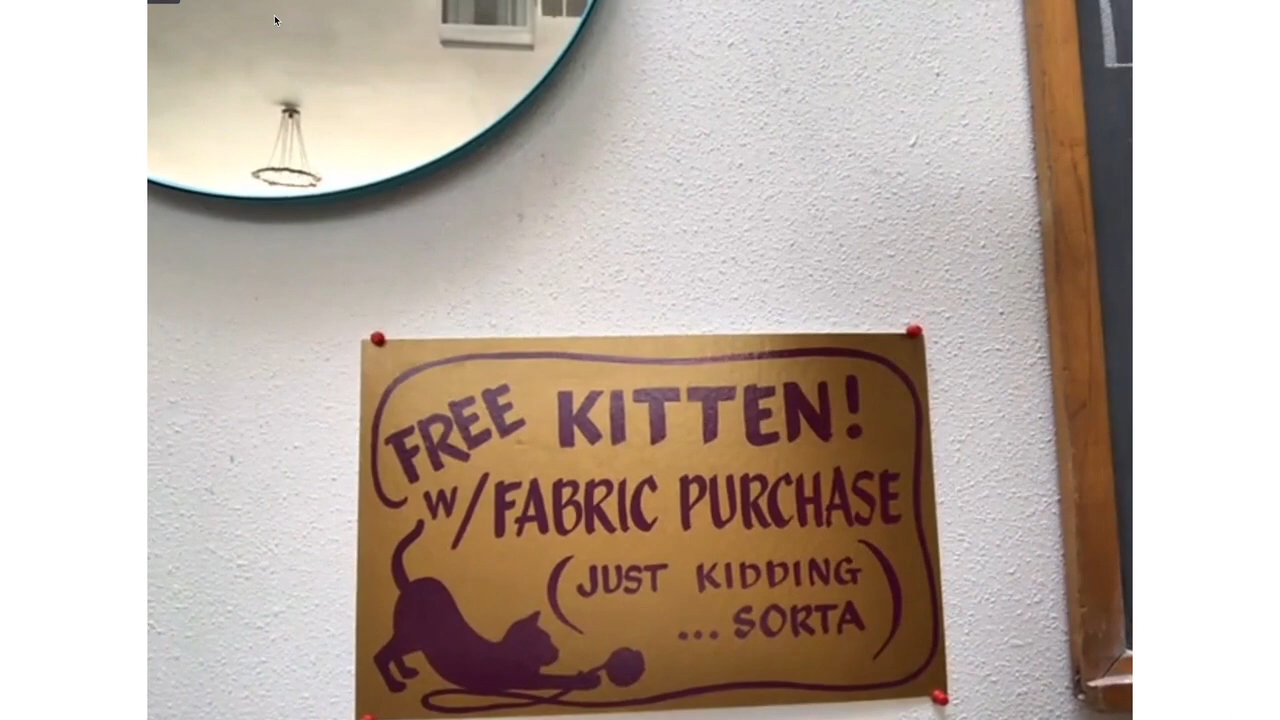 FREE KITTEN!
W/FABRIC PURCHASE
(JUST KIDDING
...SORTA)